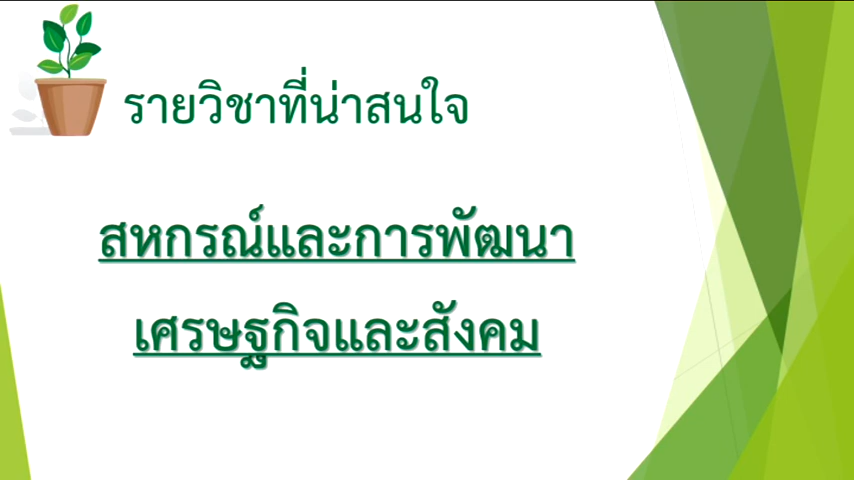 รายวิชาที่น่าสนใจ
สหกรณ์และการพัฒนา
เศรษฐกิจและสังคม